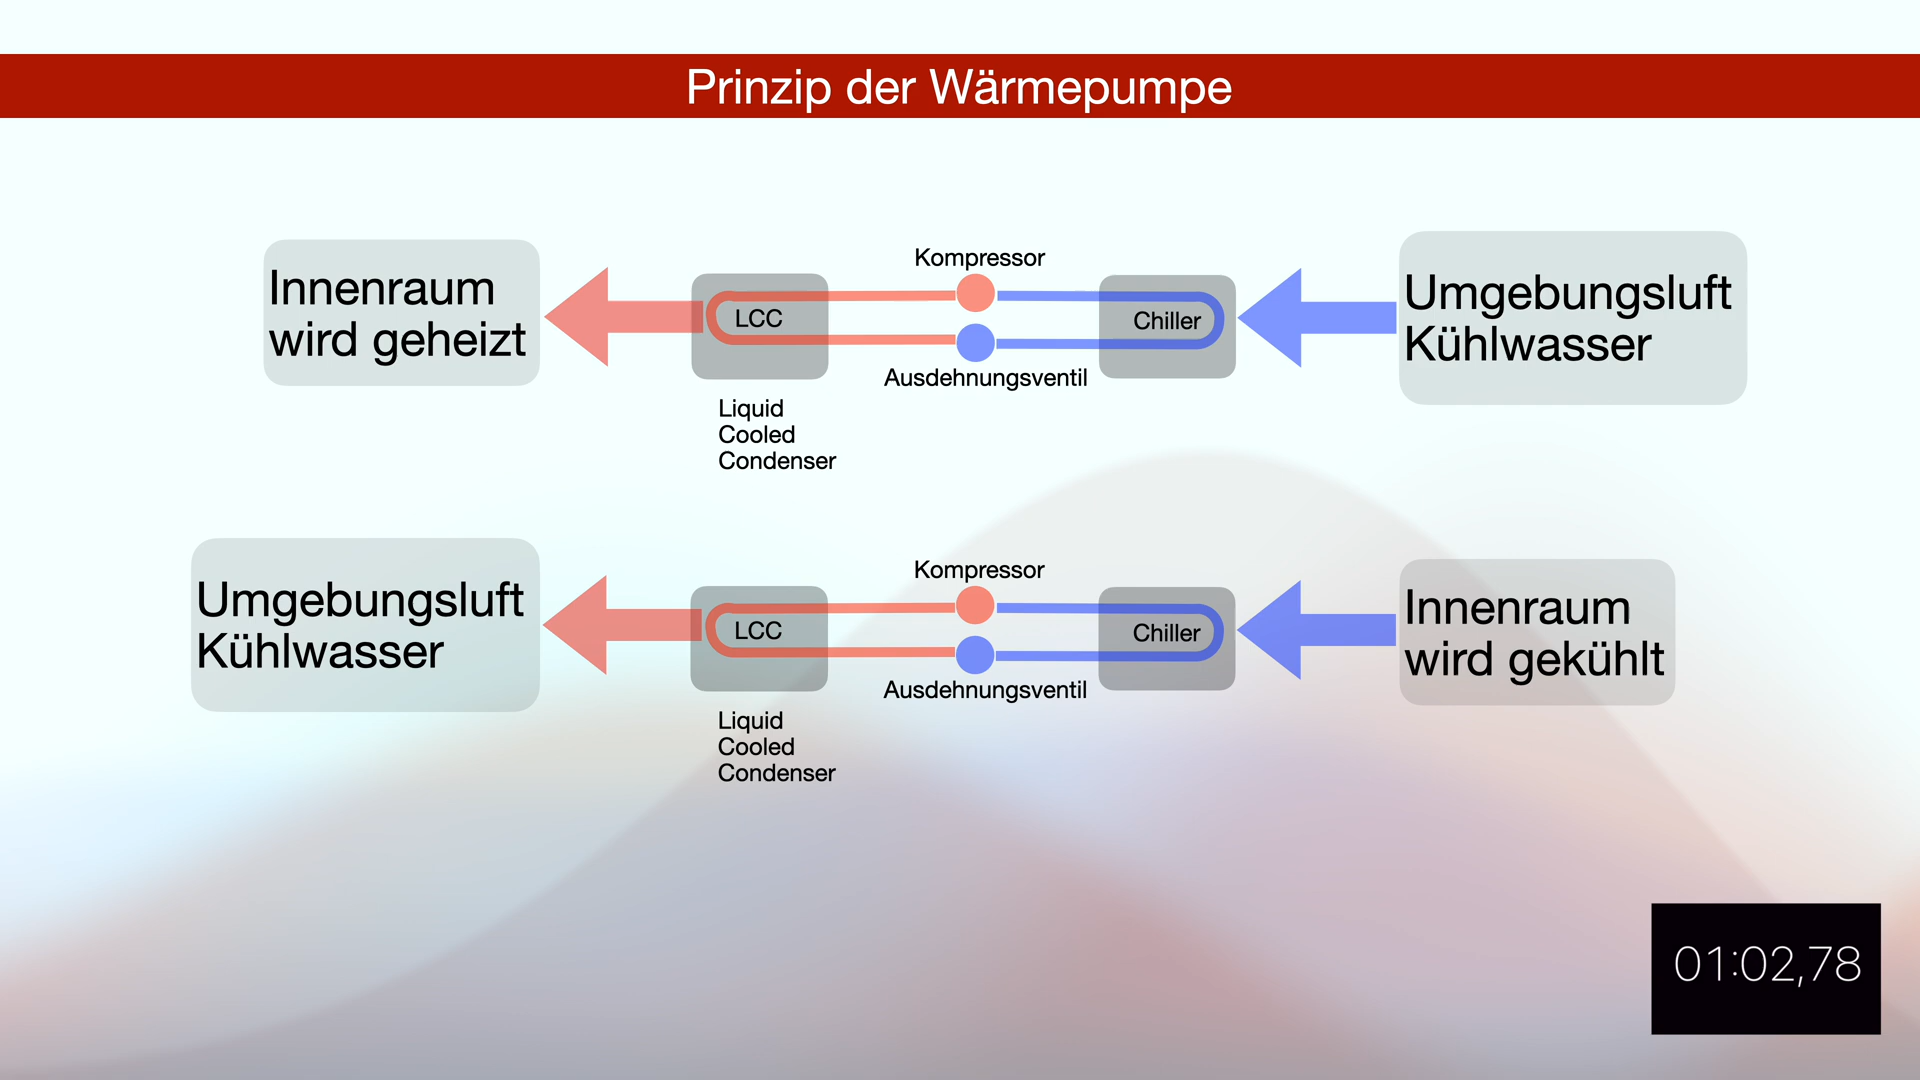 Prinzip der Wärmepumpe
Innenraum
wird geheizt
LCC
Liquid
Cooled
Condenser
Kompressor
Ausdehnungsventil
Chiller
Umgebungsluft
Kühlwasser
Umgebungsluft
Kühlwasser
LCC
Liquid
Cooled
Condenser
Kompressor
Ausdehnungsventil
Chiller
Innenraum
wird gekühlt
01:02,78